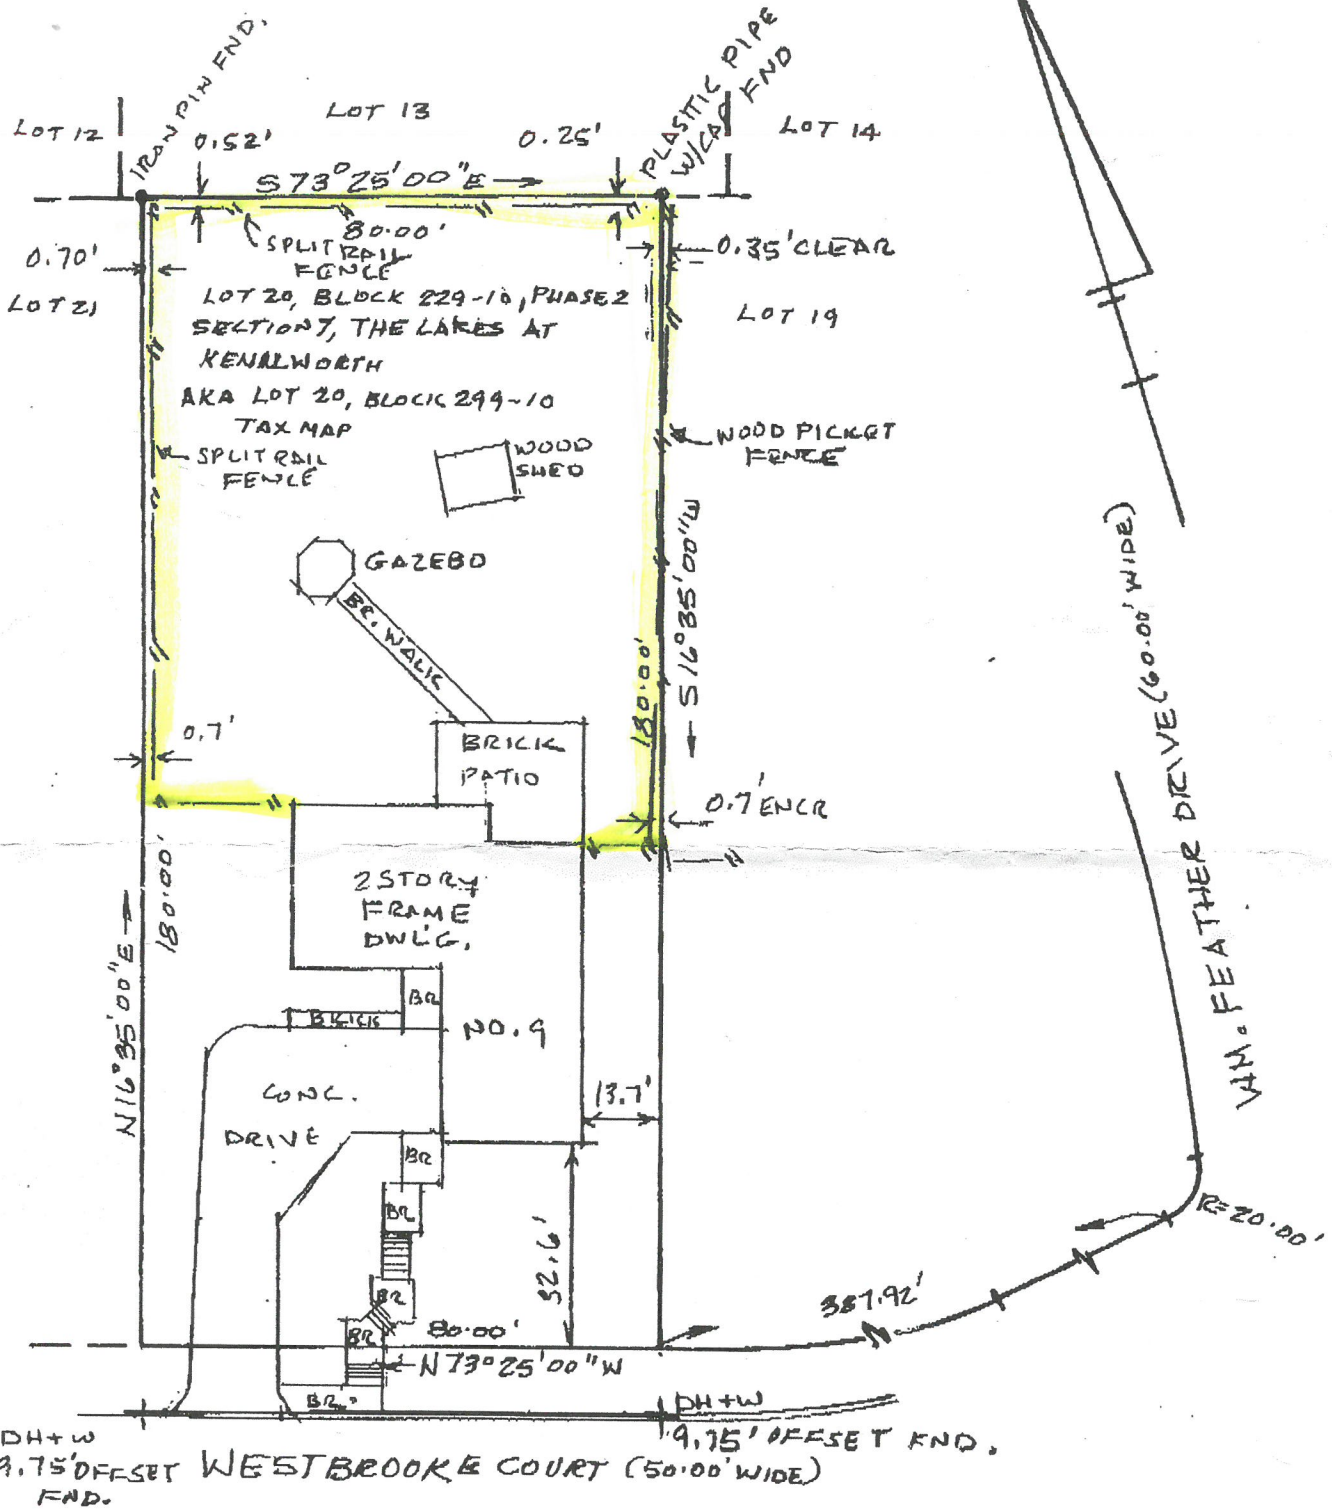 IRON PIN FND.
PLASITIC PIPE
W/CAP FND
LOT 12
LOT 13
LOT 14
0.52'
0.25'
S 73°25'00"E
80.00'
SPLIT RAIL
FENCE
0.70'
0.35' CLEAR
LOT 21
LOT 20, BLOCK 229-10, PHASE 2
SECTION 7, THE LAKES AT
KENALWORTH
AKA LOT 20, BLOCK 299-10
TAX MAP
LOT 19
SPLIT RAIL
FENCE
WOOD
SHED
WOOD PICKET
FENCE
GAZEBO
BR. WALK
S 16°35'00"W
180.00'
BRICK
PATIO
0.7'
0.7' ENCR
2 STORY
FRAME
DWLG.
N 16°35'00"E
180.00'
BR
BRICK
NO. 9
CONC.
DRIVE
13.7'
BR
BR
32.6'
BR
BR
80.00'
N 73°25'00"W
BR
WM. FEATHER DRIVE (60.00' WIDE)
R=20.00'
387.92'
DH+W
9.75' OFFSET
FND.
DH+W
9.75' OFFSET FND.
WESTBROOKE COURT (50.00' WIDE)